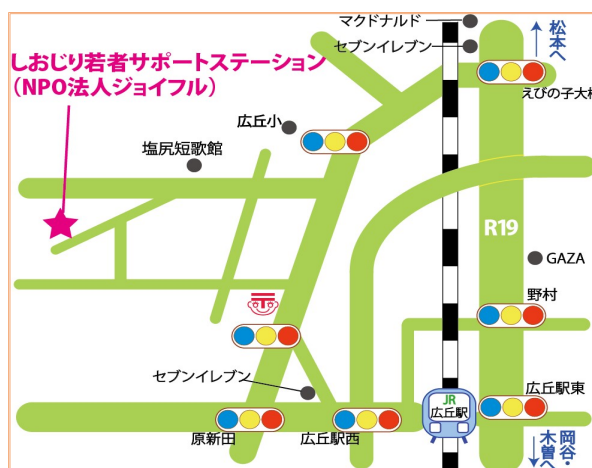 マクドナルド
セブンイレブン
松本へ
しおじり若者サポートステーション
（NPO法人ジョイフル）
えびの子大橋
広丘小
塩尻短歌館
R19
GAZA
野村
セブンイレブン
JR
広丘駅
広丘駅東
原新田
広丘駅西
岡谷・
木曽へ